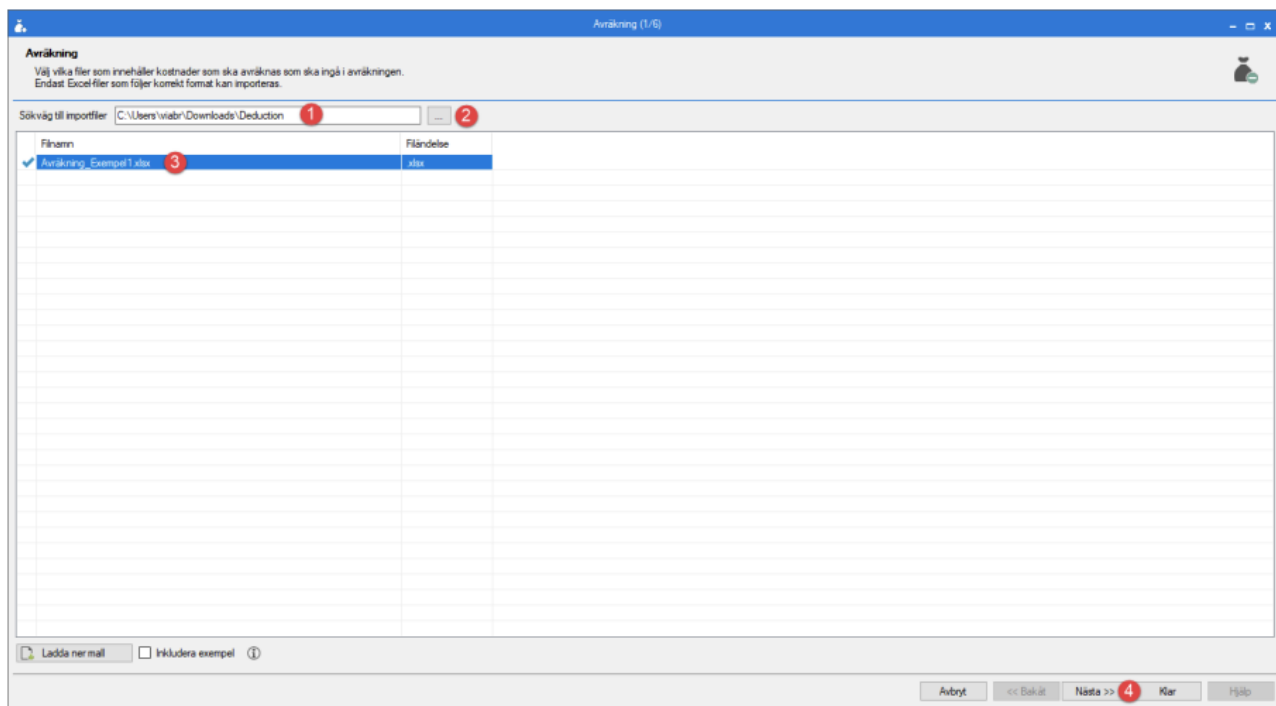 Avräkning (1/6)
Avräkning
Välj vilka filer som innehåller kostnader som ska avräknas som ska ingå i avräkningen.
Endast Excel-filer som följer korrekt format kan importeras.
Sökväg till importfiler C:\Users\viabr\Downloads\Deduction 1 ... 2
Filnamn Filändelse
Avräkning_Exempel1.xlsx 3 .xlsx
Ladda ner mall Inkludera exempel
Avbryt << Bakåt Nästa >> 4 Klar Hjälp